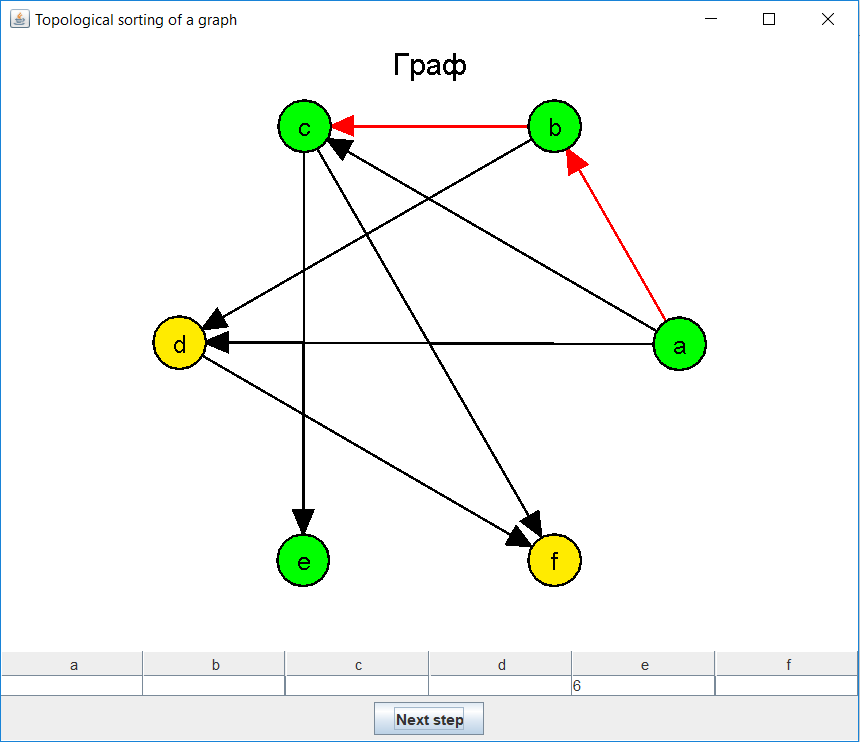 Topological sorting of a graph
Граф
c b
d a
e f
a b c d e f
6
Next step